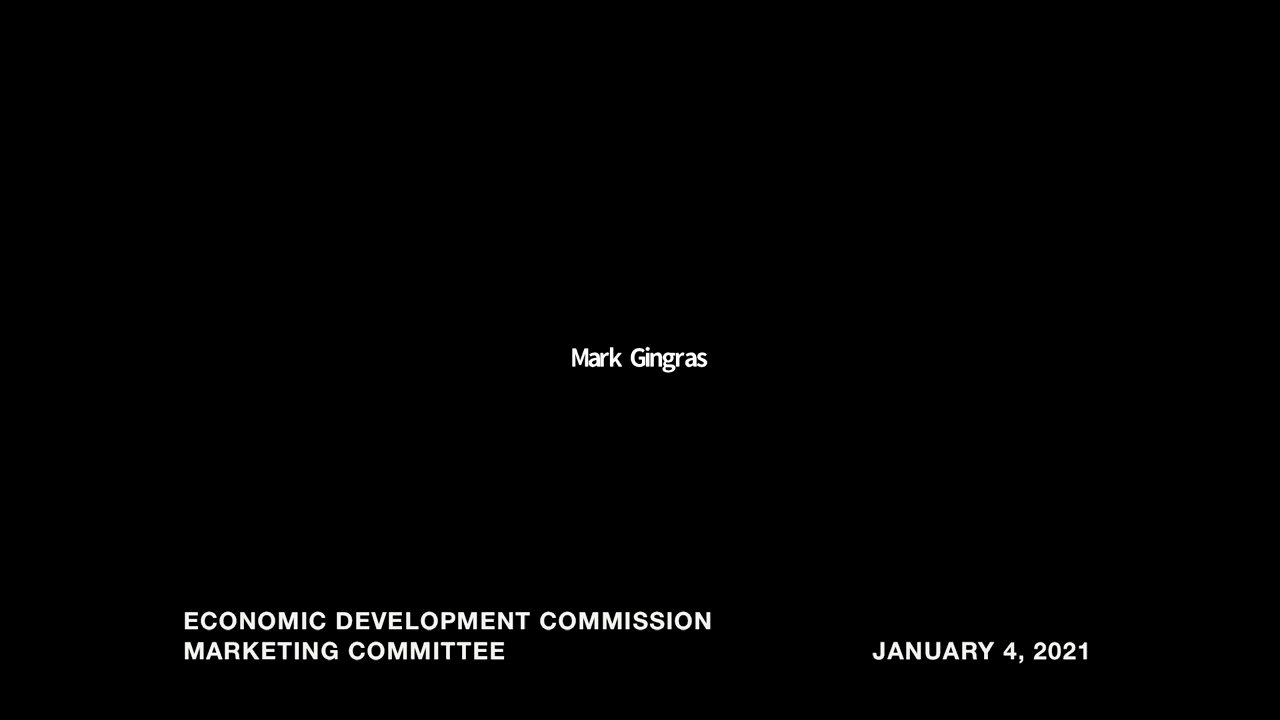 Mark Gingras
ECONOMIC DEVELOPMENT COMMISSION
MARKETING COMMITTEE
JANUARY 4, 2021